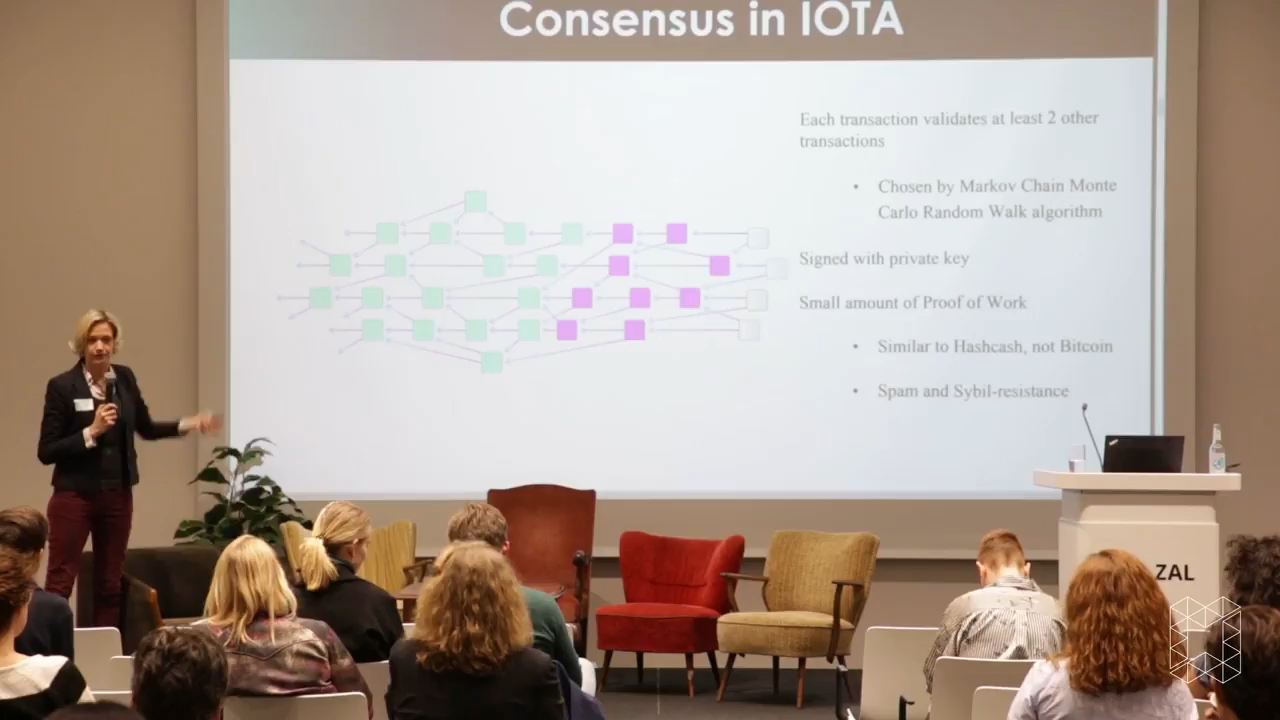 Consensus in IOTA
Each transaction validates at least 2 other
transactions
• Chosen by Markov Chain Monte
Carlo Random Walk algorithm
Signed with private key
Small amount of Proof of Work
• Similar to Hashcash, not Bitcoin
• Spam and Sybil-resistance
ZAL